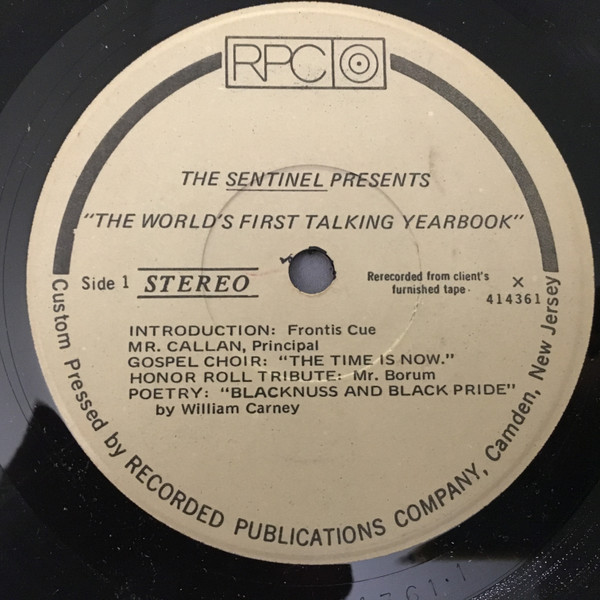 RPC
THE SENTINEL PRESENTS
"THE WORLD'S FIRST TALKING YEARBOOK"
Side 1 STEREO
Rerecorded from client's
furnished tape.
X
414361
INTRODUCTION: Frontis Cue
MR. CALLAN, Principal
GOSPEL CHOIR: "THE TIME IS NOW."
HONOR ROLL TRIBUTE: Mr. Borum
POETRY: "BLACKNUSS AND BLACK PRIDE"
by William Carney
Custom Pressed by RECORDED PUBLICATIONS COMPANY, Camden, New Jersey